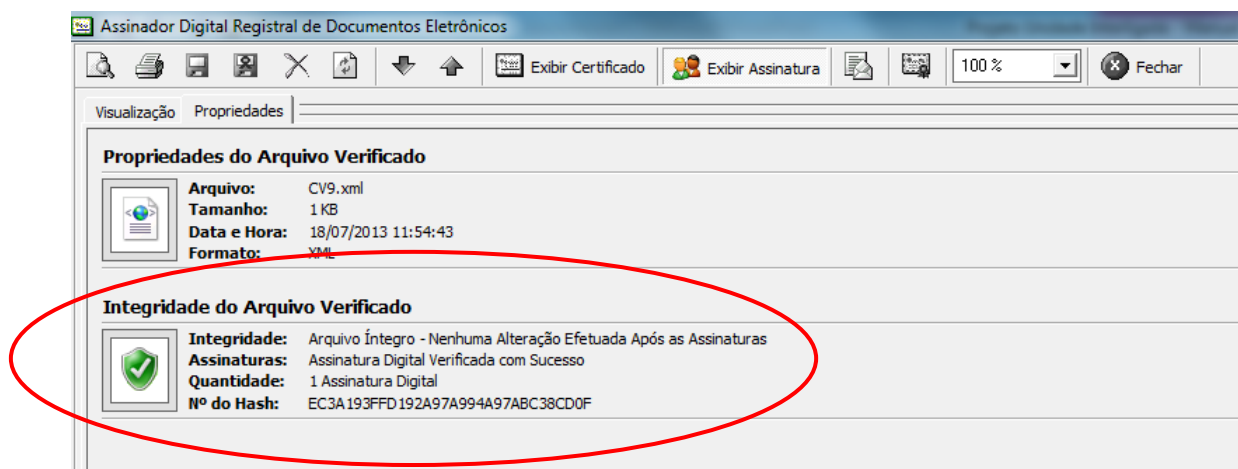 Assinador Digital Registral de Documentos Eletrônicos
Exibir Certificado Exibir Assinatura 100 % Fechar
Visualização Propriedades
Propriedades do Arquivo Verificado
Arquivo: CV9.xml
Tamanho: 1 KB
Data e Hora: 18/07/2013 11:54:43
Formato: XML
Integridade do Arquivo Verificado
Integridade: Arquivo Íntegro - Nenhuma Alteração Efetuada Após as Assinaturas
Assinaturas: Assinatura Digital Verificada com Sucesso
Quantidade: 1 Assinatura Digital
Nº do Hash: EC3A193FFD192A97A994A97ABC38CD0F